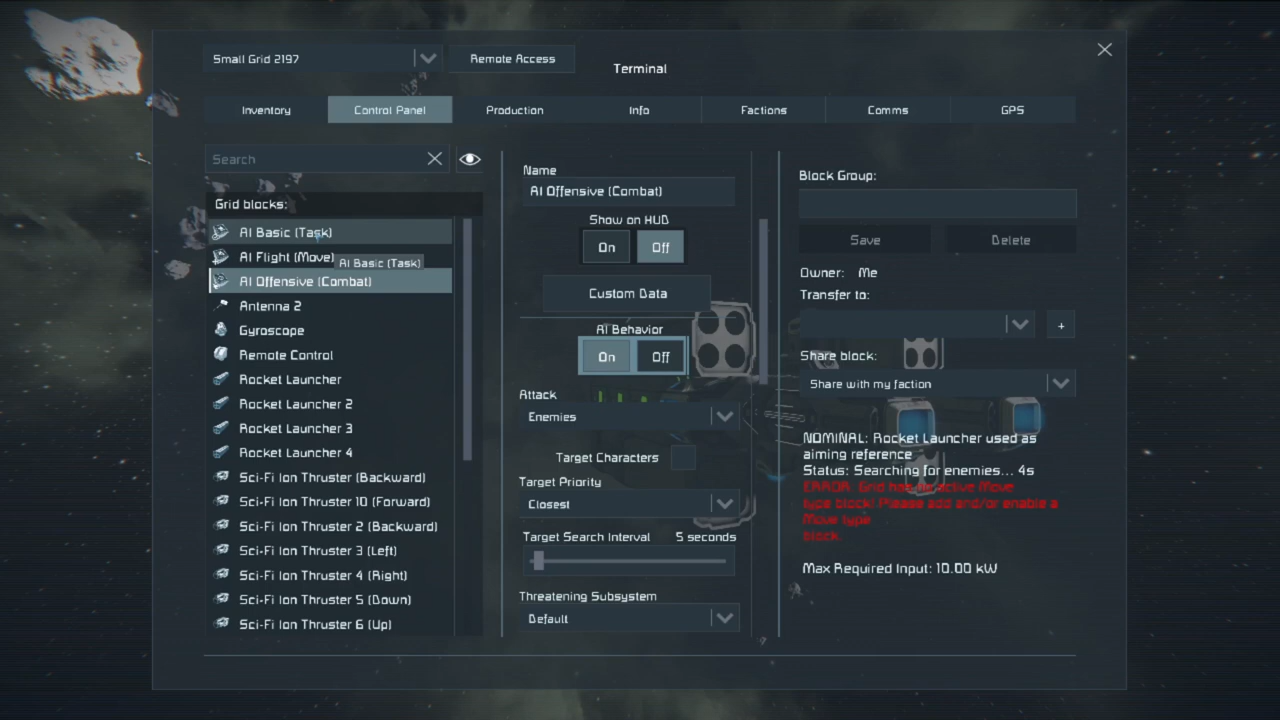 Small Grid 2197
Remote Access
Terminal
Inventory
Control Panel
Production
Info
Factions
Comms
GPS
Search
Grid blocks:
AI Basic (Task)
AI Flight (Move)
AI Basic (Task)
AI Offensive (Combat)
Antenna 2
Gyroscope
Remote Control
Rocket Launcher
Rocket Launcher 2
Rocket Launcher 3
Rocket Launcher 4
Sci-Fi Ion Thruster (Backward)
Sci-Fi Ion Thruster 10 (Forward)
Sci-Fi Ion Thruster 2 (Backward)
Sci-Fi Ion Thruster 3 (Left)
Sci-Fi Ion Thruster 4 (Right)
Sci-Fi Ion Thruster 5 (Down)
Sci-Fi Ion Thruster 6 (Up)
Name
AI Offensive (Combat)
Show on HUD
On Off
Custom Data
AI Behavior
On Off
Attack
Enemies
Target Characters
Target Priority
Closest
Target Search Interval 5 seconds
Threatening Subsystem
Default
Block Group:
Save Delete
Owner: Me
Transfer to:
+
Share block:
Share with my faction
NOMINAL: Rocket Launcher used as
aiming reference
Status: Searching for enemies... 4s
ERROR: Grid has no active Move
type block! Please add and/or enable a
Move type
block.
Max Required Input: 10.00 kW